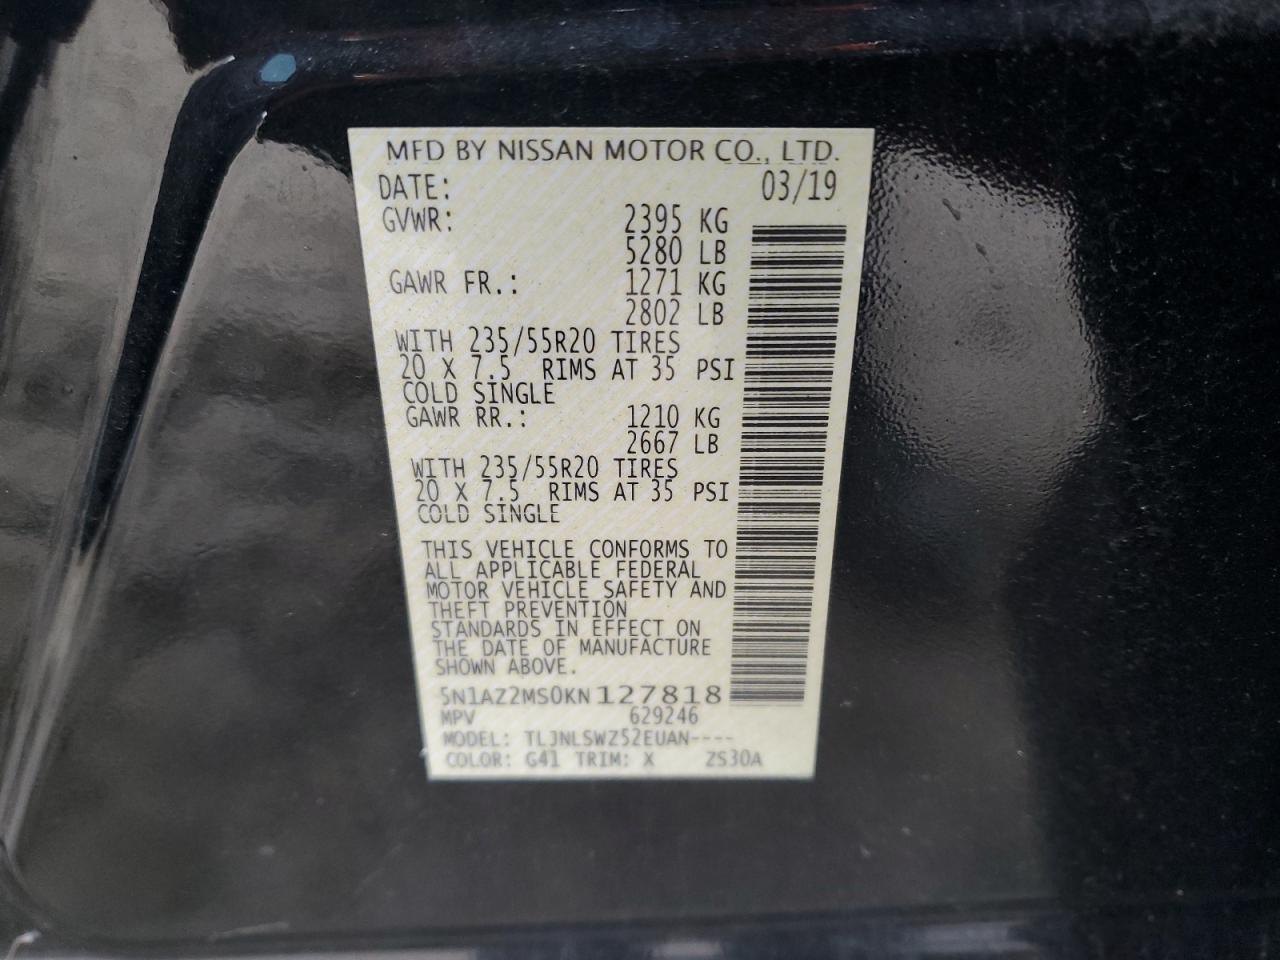 MFD BY NISSAN MOTOR CO., LTD.
DATE: 03/19
GVWR: 2395 KG
5280 LB
GAWR FR.: 1271 KG
2802 LB
WITH 235/55R20 TIRES
20 X 7.5 RIMS AT 35 PSI
COLD SINGLE
GAWR RR.: 1210 KG
2667 LB
WITH 235/55R20 TIRES
20 X 7.5 RIMS AT 35 PSI
COLD SINGLE
THIS VEHICLE CONFORMS TO
ALL APPLICABLE FEDERAL
MOTOR VEHICLE SAFETY AND
THEFT PREVENTION
STANDARDS IN EFFECT ON
THE DATE OF MANUFACTURE
SHOWN ABOVE.
5N1AZ2MS0KN127818
MPV 629246
MODEL: TLJNLSWZ52EUAN----
COLOR: G41 TRIM: X ZS30A